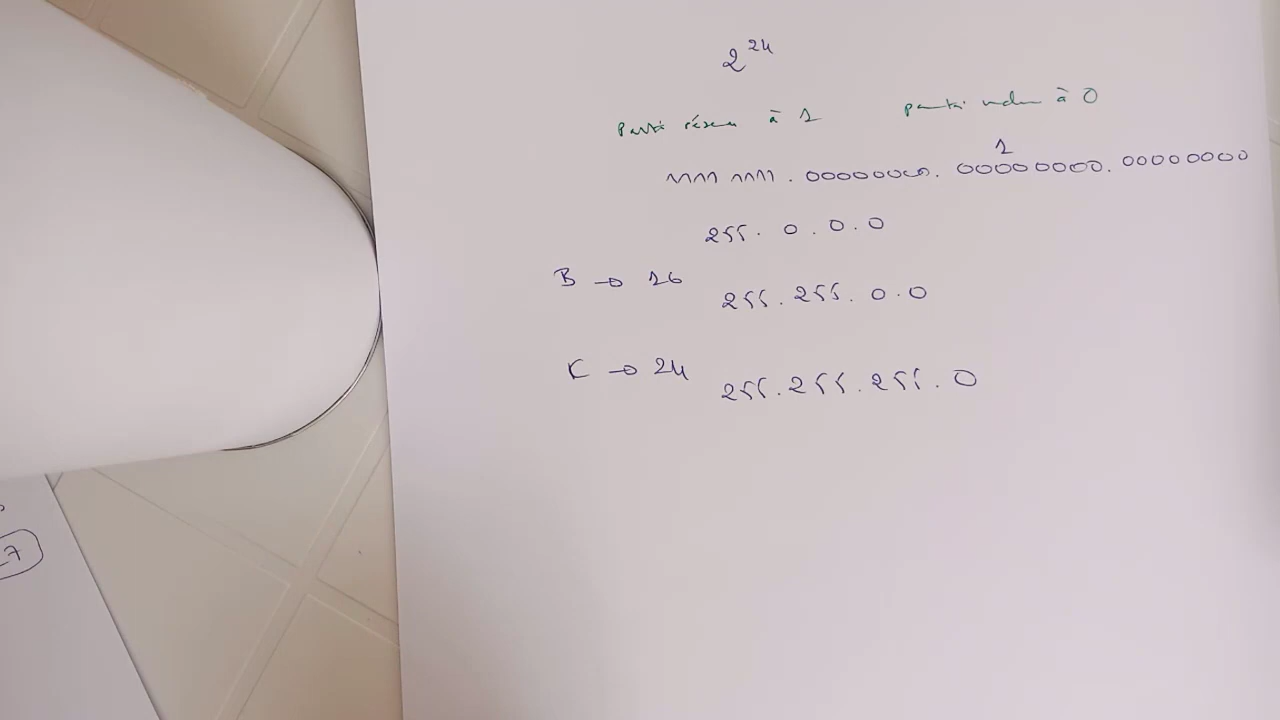 2^24
Partie réseau à 1 partie à 0
1
11111111 . 00000000. 00000000. 00000000
255. 0 . 0 . 0
B → 16
255 . 255 . 0 . 0
C → 24
255 . 255 . 255 . 0
27